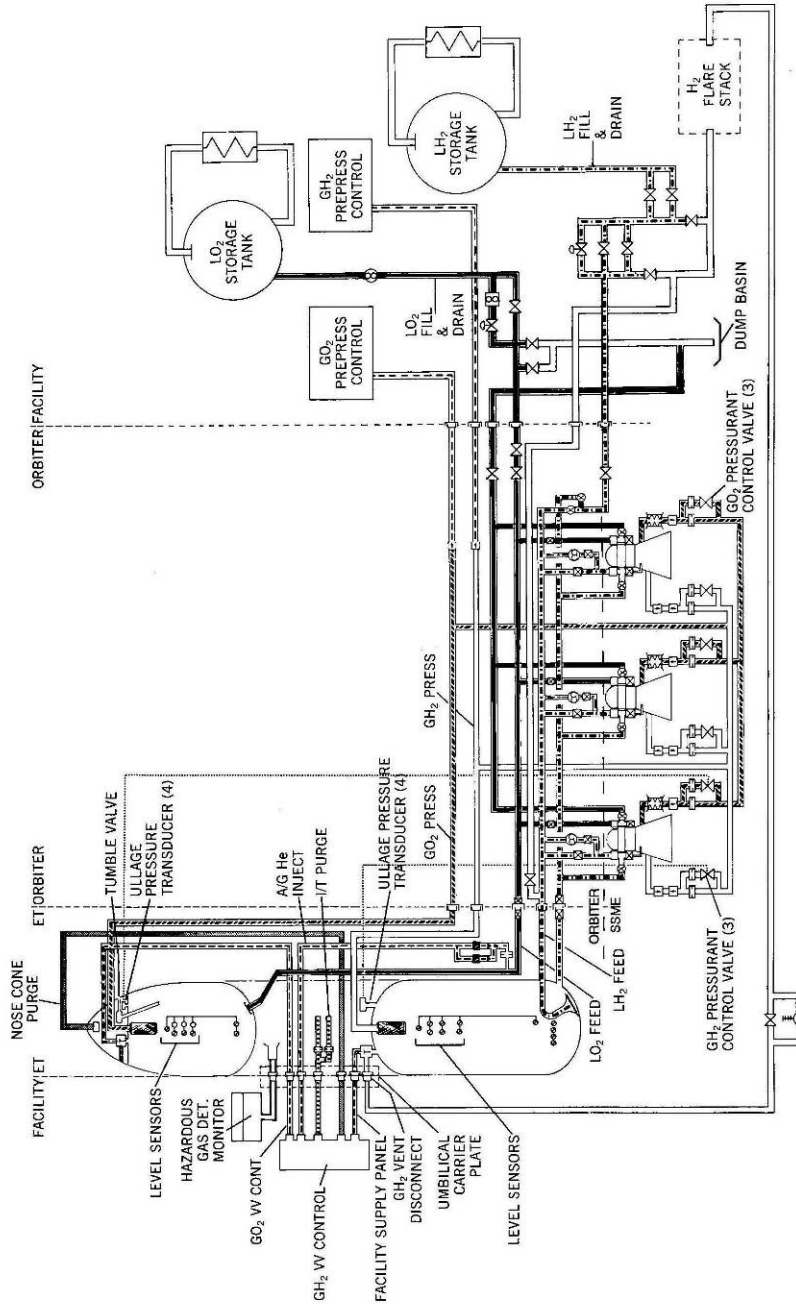 FACILITY ET
NOSE CONE
PURGE
TUMBLE VALVE
ULLAGE
PRESSURE
TRANSDUCER (4)
LEVEL SENSORS
HAZARDOUS
GAS DET.
MONITOR
GO₂ VV CONT
GH₂ VV CONTROL
FACILITY SUPPLY PANEL
GH₂ VENT
DISCONNECT
UMBILICAL
CARRIER
PLATE
LEVEL SENSORS
A/G He
INJECT
I/T PURGE
ULLAGE PRESSURE
TRANSDUCER (4)
ET ORBITER
GO₂ PRESS
GH₂ PRESS
LO₂ FEED
LH₂ FEED
ORBITER
SSME
GH₂ PRESSURANT
CONTROL VALVE (3)
GO₂ PRESSURANT
CONTROL VALVE (3)
ORBITER FACILITY
GO₂
PREPRESS
CONTROL
LO₂
STORAGE
TANK
LO₂
FILL
&
DRAIN
GH₂
PREPRESS
CONTROL
LH₂
STORAGE
TANK
LH₂
FILL
&
DRAIN
DUMP BASIN
H₂
FLARE
STACK